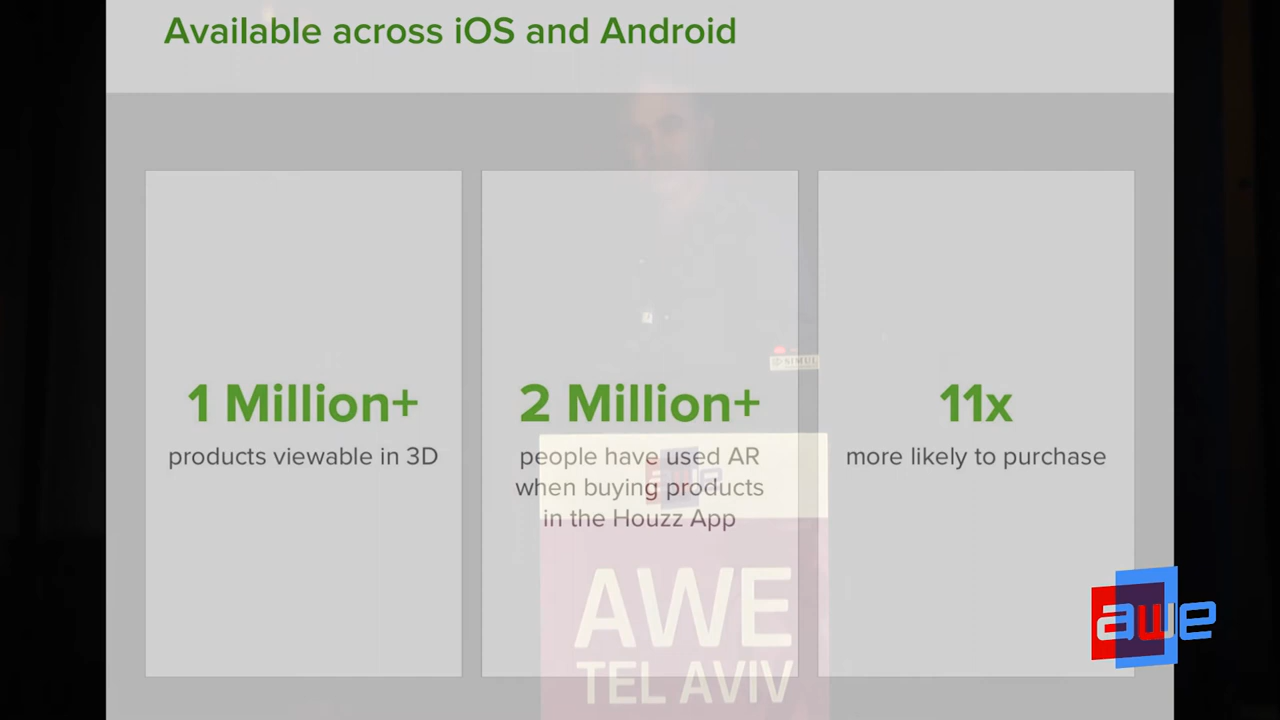 Available across iOS and Android
1 Million+
products viewable in 3D
2 Million+
people have used AR
when buying products
in the Houzz App
11x
more likely to purchase
AWE
TEL AVIV
awe
awe